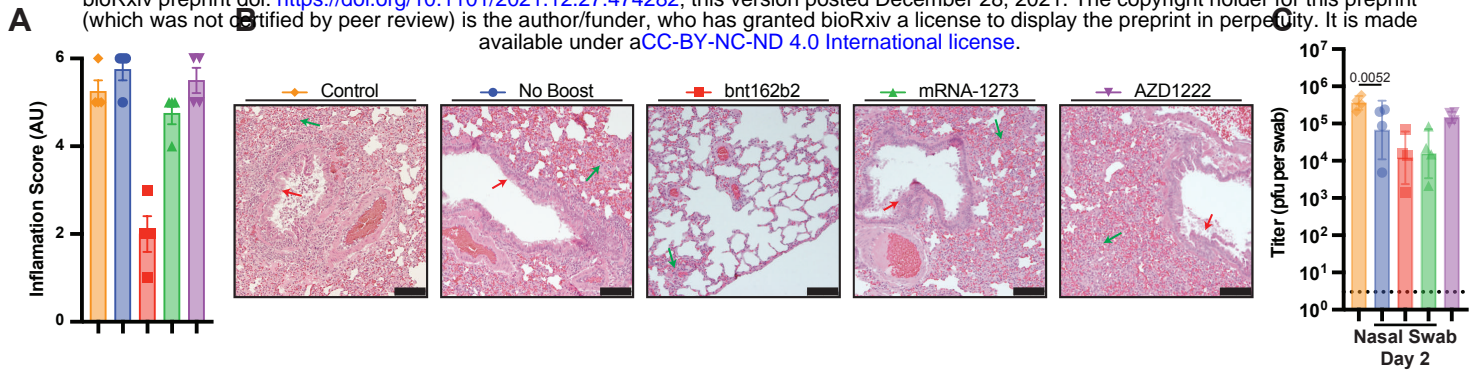 bioRxiv preprint doi: https://doi.org/10.1101/2021.12.27.474282; this version posted December 28, 2021. The copyright holder for this preprint
(which was not certified by peer review) is the author/funder, who has granted bioRxiv a license to display the preprint in perpetuity. It is made
available under aCC-BY-NC-ND 4.0 International license.
A
B
C
Inflamation Score (AU)
6
4
2
0
Control
No Boost
bnt162b2
mRNA-1273
AZD1222
Titer (pfu per swab)
10⁷
10⁶
10⁵
10⁴
10³
10²
10¹
10⁰
0.0052
Nasal Swab
Day 2